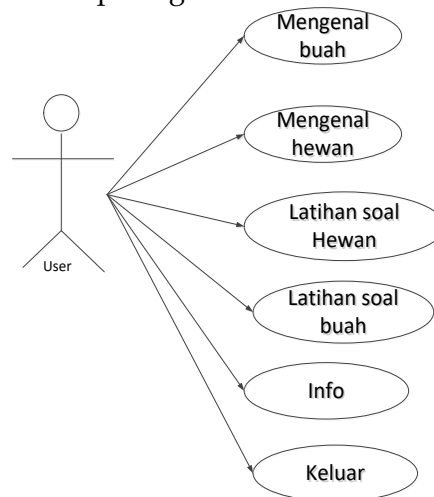 Mengenal
buah
Mengenal
hewan
Latihan soal
Hewan
User
Latihan soal
buah
Info
Keluar